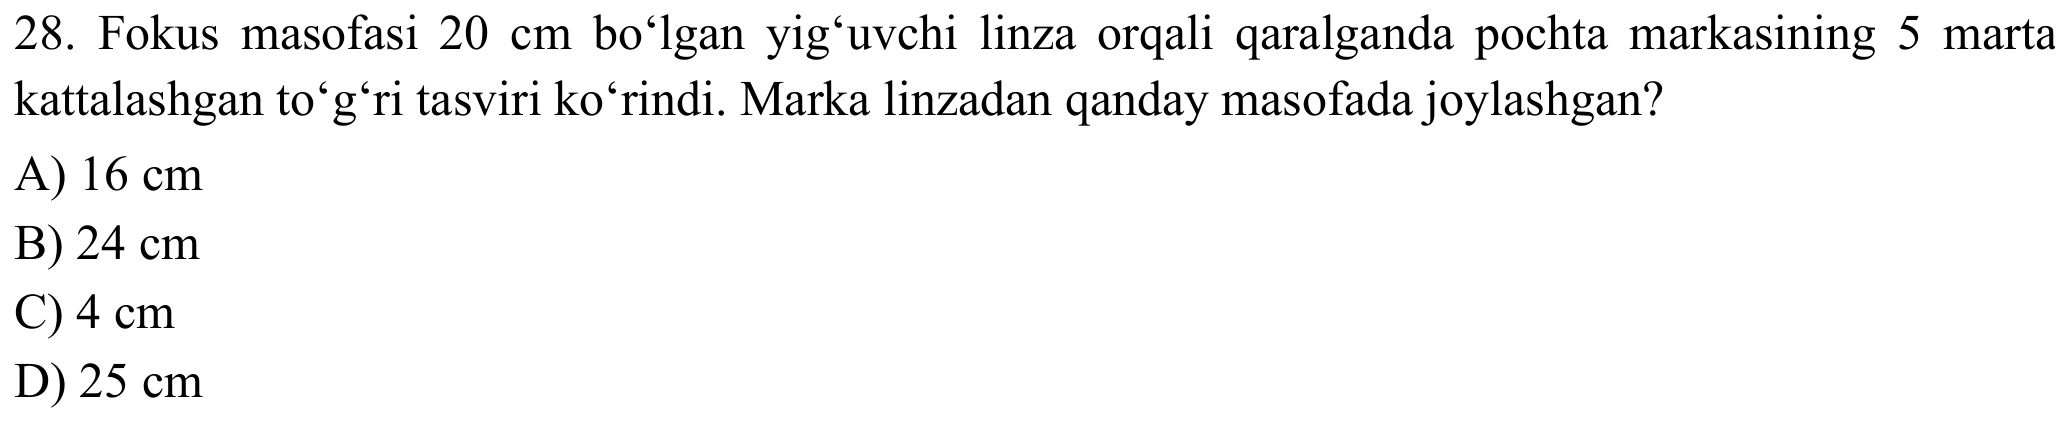 28. Fokus masofasi 20 cm bo‘lgan yig‘uvchi linza orqali qaralganda pochta markasining 5 marta
kattalashgan to‘g‘ri tasviri ko‘rindi. Marka linzadan qanday masofada joylashgan?
A) 16 cm
B) 24 cm
C) 4 cm
D) 25 cm